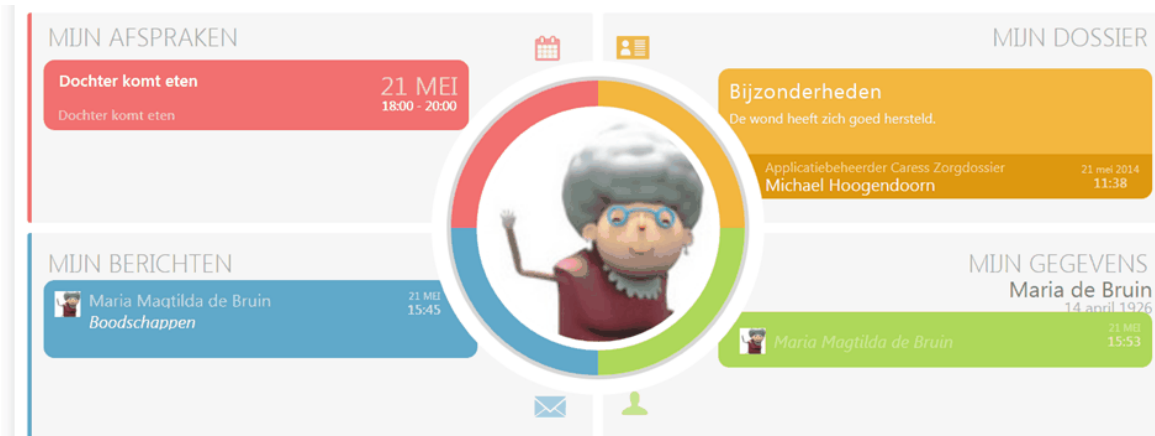 MIJN AFSPRAKEN
Dochter komt eten
21 MEI
18:00 - 20:00
Dochter komt eten
MIJN DOSSIER
Bijzonderheden
De wond heeft zich goed hersteld.
Applicatiebeheerder Caress Zorgdossier
21 mei 2014
Michael Hoogendoorn
11:38
MIJN BERICHTEN
Maria Magtilda de Bruin
21 MEI
15:45
Boodschappen
MIJN GEGEVENS
Maria de Bruin
14 april 1926
Maria Magtilda de Bruin
21 MEI
15:53